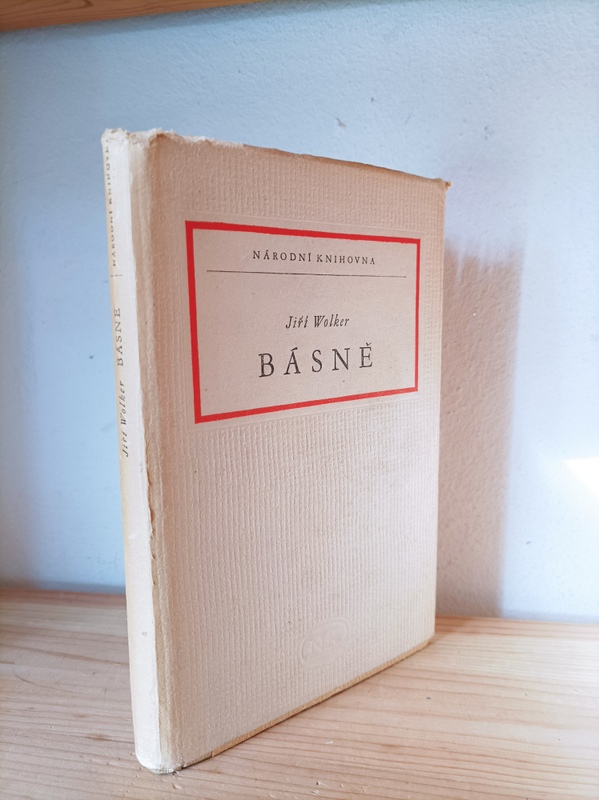 NÁRODNÍ KNIHOVNA
Jiří Wolker
BÁSNĚ
Jiří Wolker BÁSNĚ NÁRODNÍ KNIHOVNA